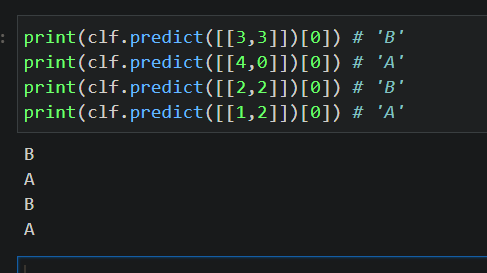 print(clf.predict([[3,3]])[0]) # 'B'
print(clf.predict([[4,0]])[0]) # 'A'
print(clf.predict([[2,2]])[0]) # 'B'
print(clf.predict([[1,2]])[0]) # 'A'
B
A
B
A